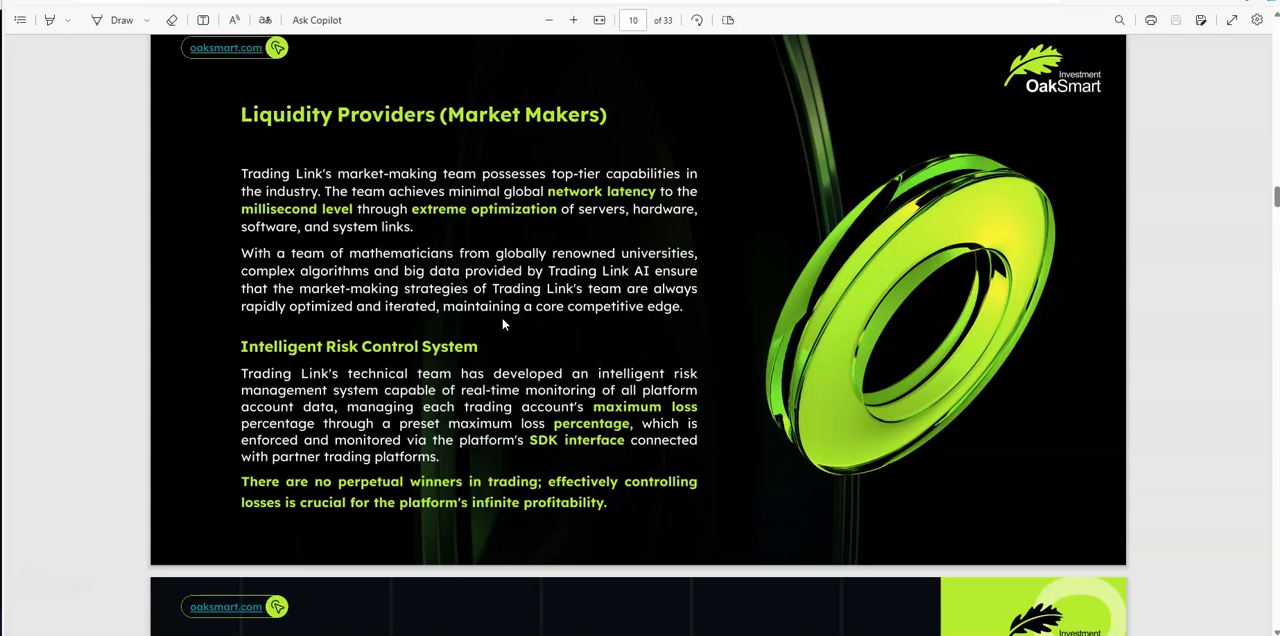 Draw
Ask Copilot
10
of 33
oaksmart.com
Investment
OakSmart
Liquidity Providers (Market Makers)
Trading Link's market-making team possesses top-tier capabilities in
the industry. The team achieves minimal global network latency to the
millisecond level through extreme optimization of servers, hardware,
software, and system links.
With a team of mathematicians from globally renowned universities,
complex algorithms and big data provided by Trading Link AI ensure
that the market-making strategies of Trading Link's team are always
rapidly optimized and iterated, maintaining a core competitive edge.
Intelligent Risk Control System
Trading Link's technical team has developed an intelligent risk
management system capable of real-time monitoring of all platform
account data, managing each trading account's maximum loss
percentage through a preset maximum loss percentage, which is
enforced and monitored via the platform's SDK interface connected
with partner trading platforms.
There are no perpetual winners in trading; effectively controlling
losses is crucial for the platform's infinite profitability.
oaksmart.com
Investment